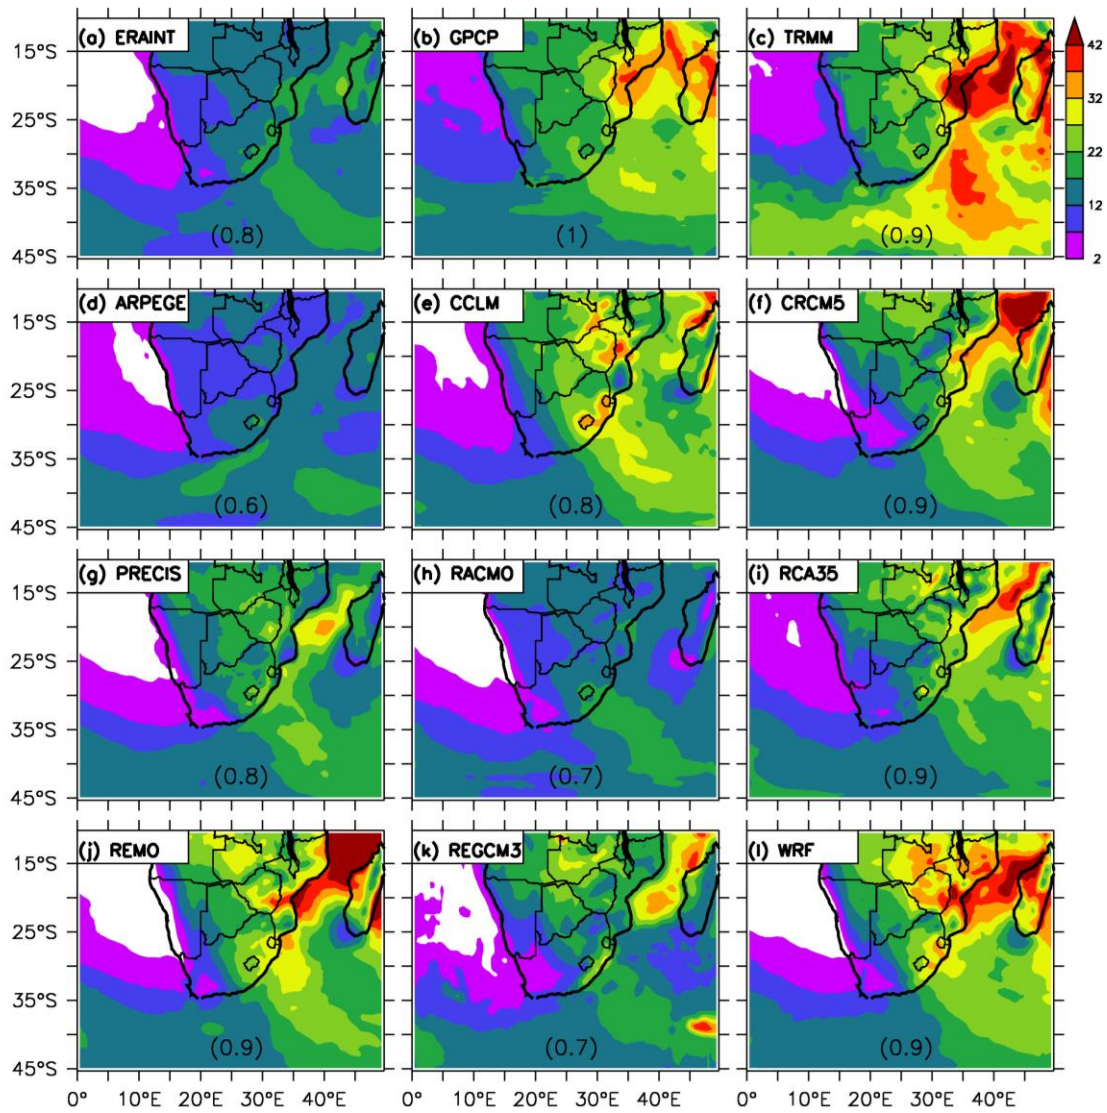 (a) ERAINT
(b) GPCP
(c) TRMM
15°S
25°S
35°S
45°S
(0.8)
(1)
(0.9)
42
32
22
12
2
(d) ARPEGE
(e) CCLM
(f) CRCM5
15°S
25°S
35°S
45°S
(0.6)
(0.8)
(0.9)
(g) PRECIS
(h) RACMO
(i) RCA35
15°S
25°S
35°S
45°S
(0.8)
(0.7)
(0.9)
(j) REMO
(k) REGCM3
(l) WRF
15°S
25°S
35°S
45°S
(0.9)
(0.7)
(0.9)
0° 10°E 20°E 30°E 40°E 0° 10°E 20°E 30°E 40°E 0° 10°E 20°E 30°E 40°E